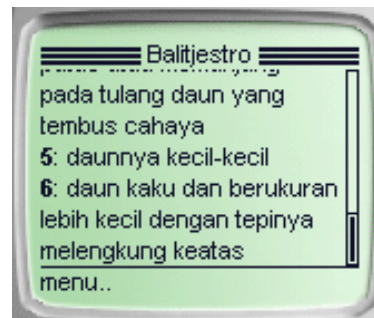 Balitjestro
pada tulang daun yang
tembus cahaya
5: daunnya kecil-kecil
6: daun kaku dan berukuran
lebih kecil dengan tepinya
melengkung keatas
menu..